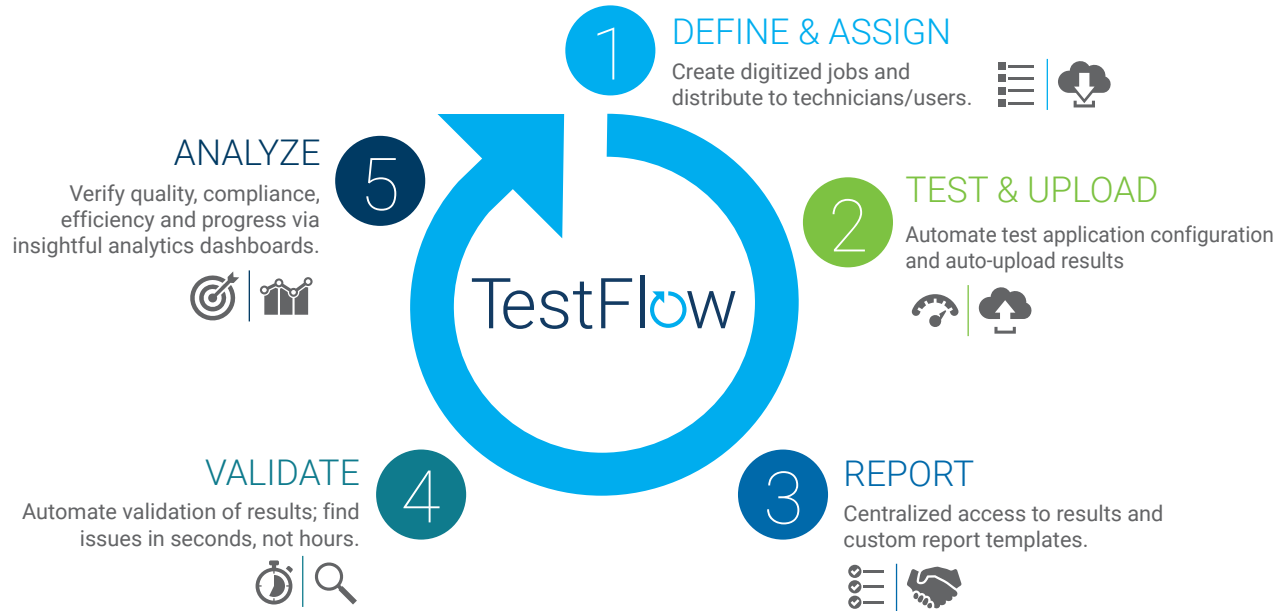 1
DEFINE & ASSIGN
Create digitized jobs and
distribute to technicians/users.
2
TEST & UPLOAD
Automate test application configuration
and auto-upload results
3
REPORT
Centralized access to results and
custom report templates.
4
VALIDATE
Automate validation of results; find
issues in seconds, not hours.
5
ANALYZE
Verify quality, compliance,
efficiency and progress via
insightful analytics dashboards.
TestFlow